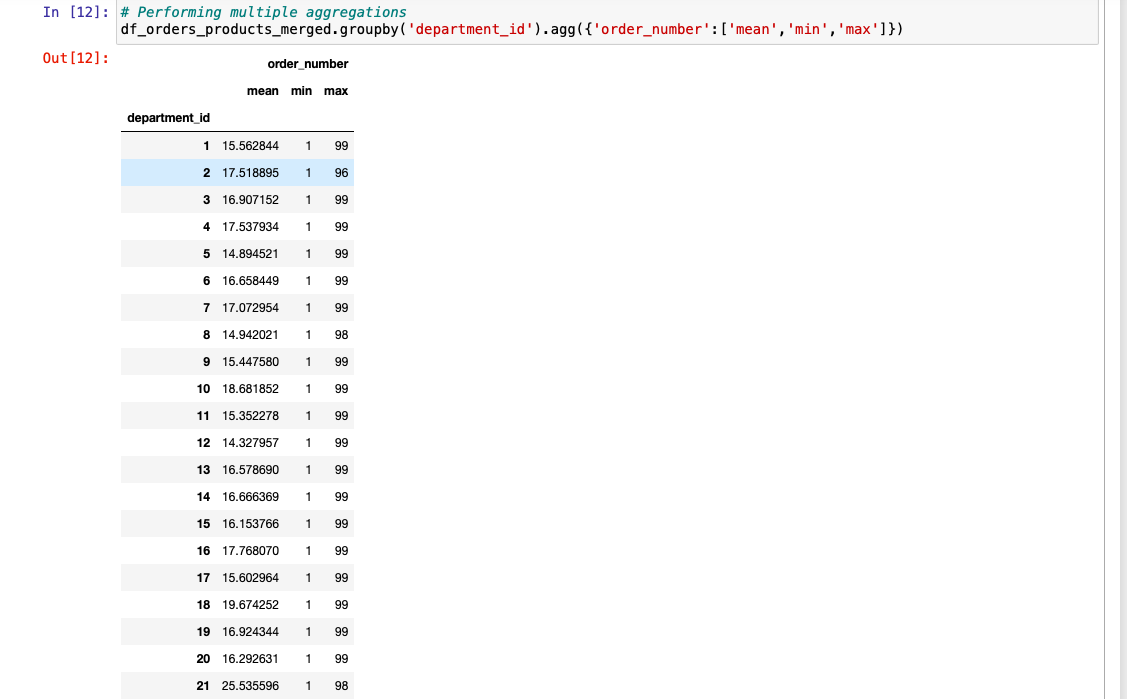 In [12]: # Performing multiple aggregations
df_orders_products_merged.groupby('department_id').agg({'order_number':['mean','min','max']})
Out[12]:
order_number
mean min max
department_id
1 15.562844 1 99
2 17.518895 1 96
3 16.907152 1 99
4 17.537934 1 99
5 14.894521 1 99
6 16.658449 1 99
7 17.072954 1 99
8 14.942021 1 98
9 15.447580 1 99
10 18.681852 1 99
11 15.352278 1 99
12 14.327957 1 99
13 16.578690 1 99
14 16.666369 1 99
15 16.153766 1 99
16 17.768070 1 99
17 15.602964 1 99
18 19.674252 1 99
19 16.924344 1 99
20 16.292631 1 99
21 25.535596 1 98